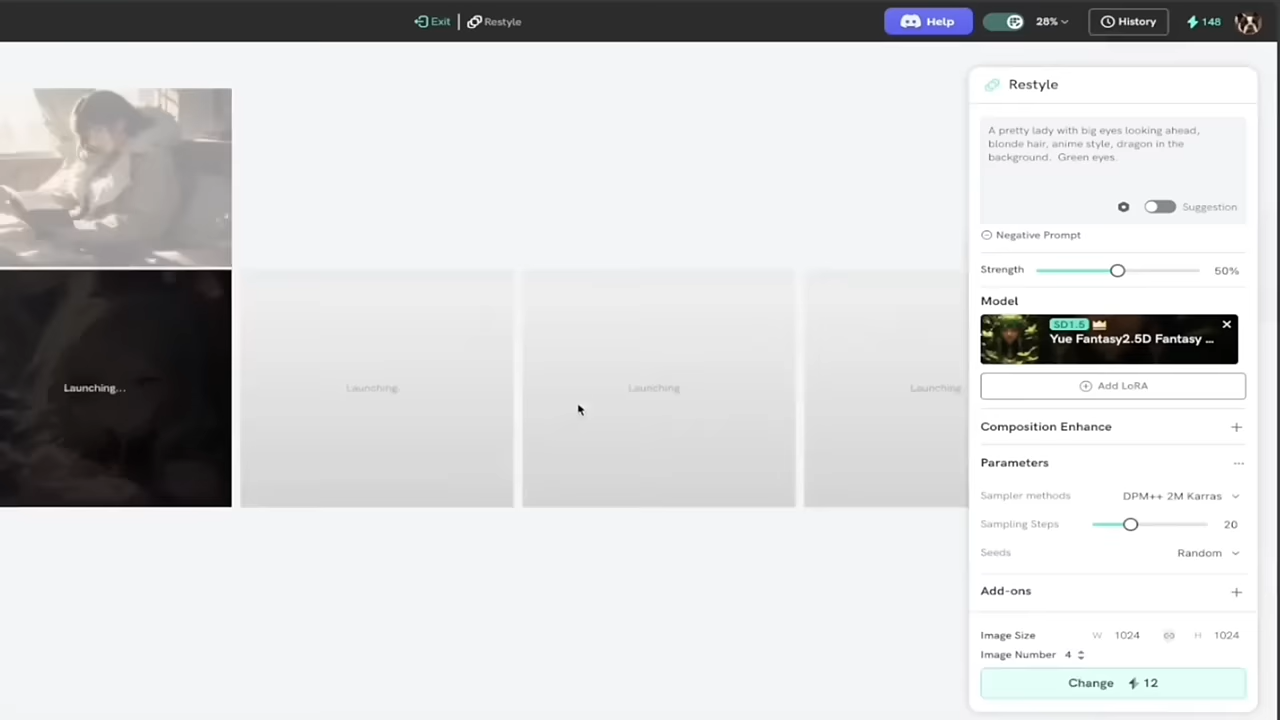 Exit | Restyle
Help
28%
History
148
Restyle
A pretty lady with big eyes looking ahead,
blonde hair, anime style, dragon in the
background.  Green eyes.
Suggestion
Negative Prompt
Strength
50%
Model
SD1.5
Yue Fantasy2.5D Fantasy ...
Add LoRA
Composition Enhance
Parameters
Sampler methods
DPM++ 2M Karras
Sampling Steps
20
Seeds
Random
Add-ons
Image Size
W 1024
H 1024
Image Number 4
Change 12
Launching...
Launching.
Launching
Launching